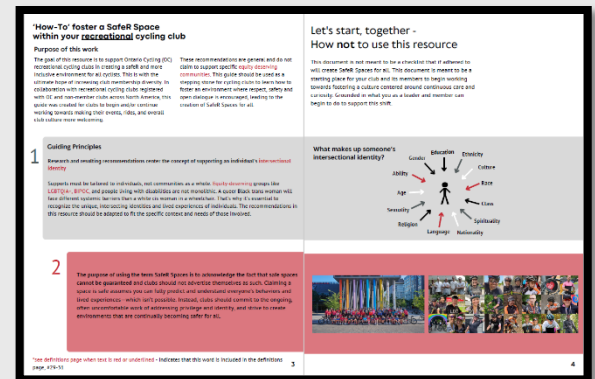 'How-To' foster a SafeR Space
within your recreational cycling club
Purpose of this work
The goal of this resource is to support Ontario Cycling (OC)
recreational cycling clubs in creating a safeR and more
inclusive environment for all cyclists. This is with the
ultimate hope of increasing club membership diversity. In
collaboration with recreational cycling clubs registered
with OC and non-member clubs across North America, this
guide was created for clubs to begin and/or continue
working towards making their events, rides, and overall
club culture more welcoming.
These recommendations are general and do not
claim to support specific equity deserving
communities. This guide should be used as a
stepping stone for cycling clubs to learn how to
foster an environment where respect, safety and
open dialogue is encouraged, leading to the
creation of SafeR Spaces for all.
1
Guiding Principles
Research and resulting recommendations center the concept of supporting an individual's intersectional
identity
Supports must be tailored to individuals, not communities as a whole. Equity-deserving groups like
LGBTQIA+, BIPOC, and people living with disabilities are not monolithic. A queer Black trans woman will
face different systemic barriers than a white cis woman in a wheelchair. That's why it's essential to
recognize the unique, intersecting identities and lived experiences of individuals. The recommendations in
this resource should be adapted to fit the specific context and needs of those involved.
2
The purpose of using the term SafeR Spaces is to acknowledge the fact that safe spaces
cannot be guaranteed and clubs should not advertise themselves as such. Claiming a
space is safe assumes you can fully predict and understand everyone's behaviors and
lived experiences - which isn't possible. Instead, clubs should commit to the ongoing,
often uncomfortable work of addressing privilege and identity, and strive to create
environments that are continually becoming safer for all.
*See definitions page when text is red or underlined - indicates that this word is included in the definitions
page, #29-30
3
Let's start, together -
How not to use this resource
This document is not meant to be a checklist that if adhered to
will create SafeR Spaces for all. This document is meant to be a
starting place for your club and its members to begin working
towards fostering a culture centered around continuous care and
curiosity. Grounded in what you as a leader and member can
begin to do to support this shift.
What makes up someone's
intersectional identity?
Gender
Education
Ethnicity
Culture
Race
Class
Spirituality
Nationality
Language
Religion
Sexuality
Age
Ability
4